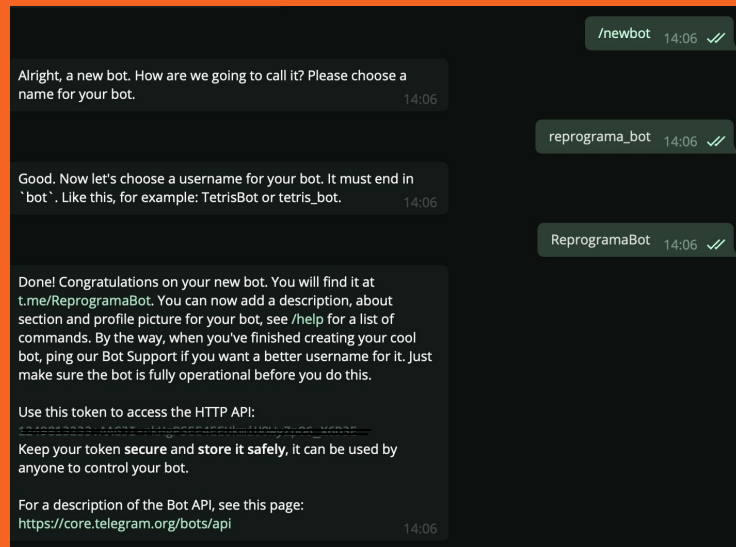 /newbot 14:06
Alright, a new bot. How are we going to call it? Please choose a
name for your bot.
14:06
reprograma_bot 14:06
Good. Now let's choose a username for your bot. It must end in
`bot`. Like this, for example: TetrisBot or tetris_bot.
14:06
ReprogramaBot 14:06
Done! Congratulations on your new bot. You will find it at
t.me/ReprogramaBot. You can now add a description, about
section and profile picture for your bot, see /help for a list of
commands. By the way, when you've finished creating your cool
bot, ping our Bot Support if you want a better username for it. Just
make sure the bot is fully operational before you do this.
Use this token to access the HTTP API:
Keep your token secure and store it safely, it can be used by
anyone to control your bot.
For a description of the Bot API, see this page:
https://core.telegram.org/bots/api
14:06